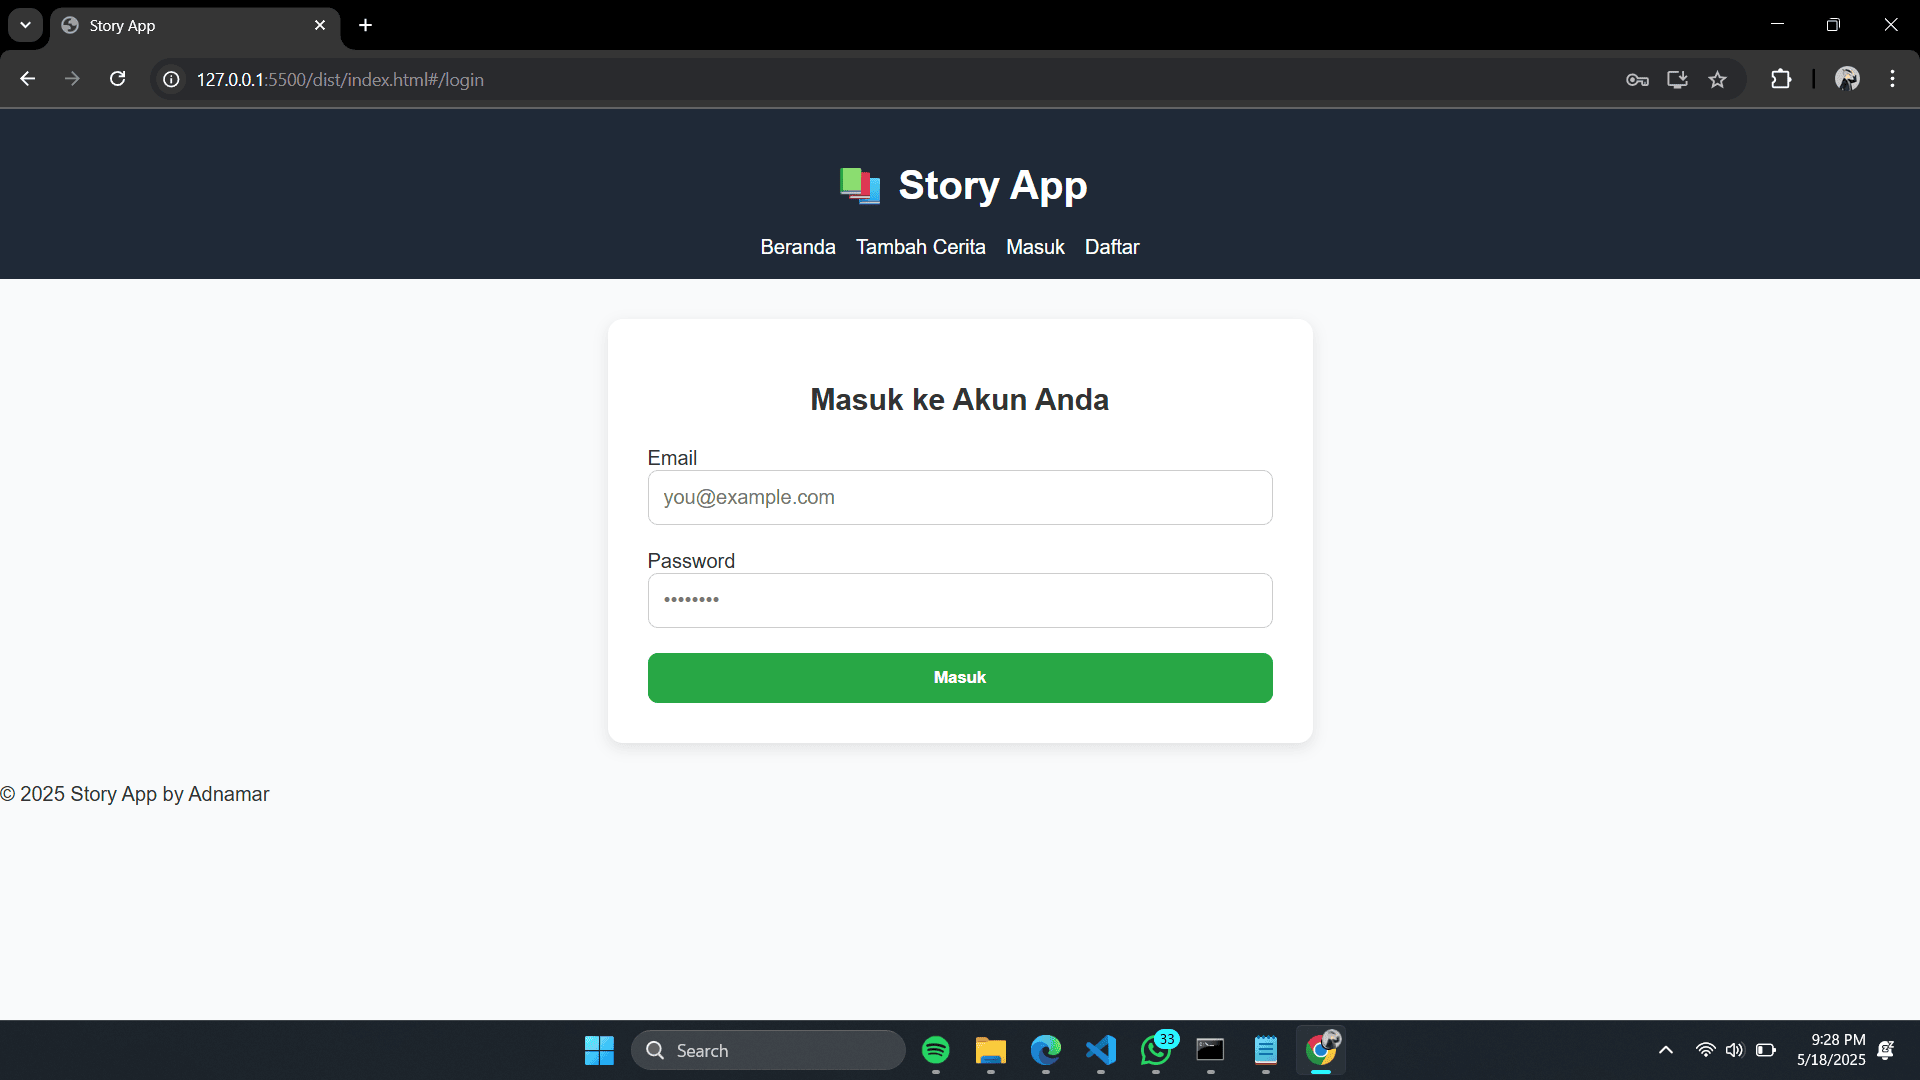 Story App
127.0.0.1:5500/dist/index.html#/login
Story App
Beranda Tambah Cerita Masuk Daftar
Masuk ke Akun Anda
Email
you@example.com
Password
••••••••
Masuk
© 2025 Story App by Adnamar
Search
33
9:28 PM
5/18/2025